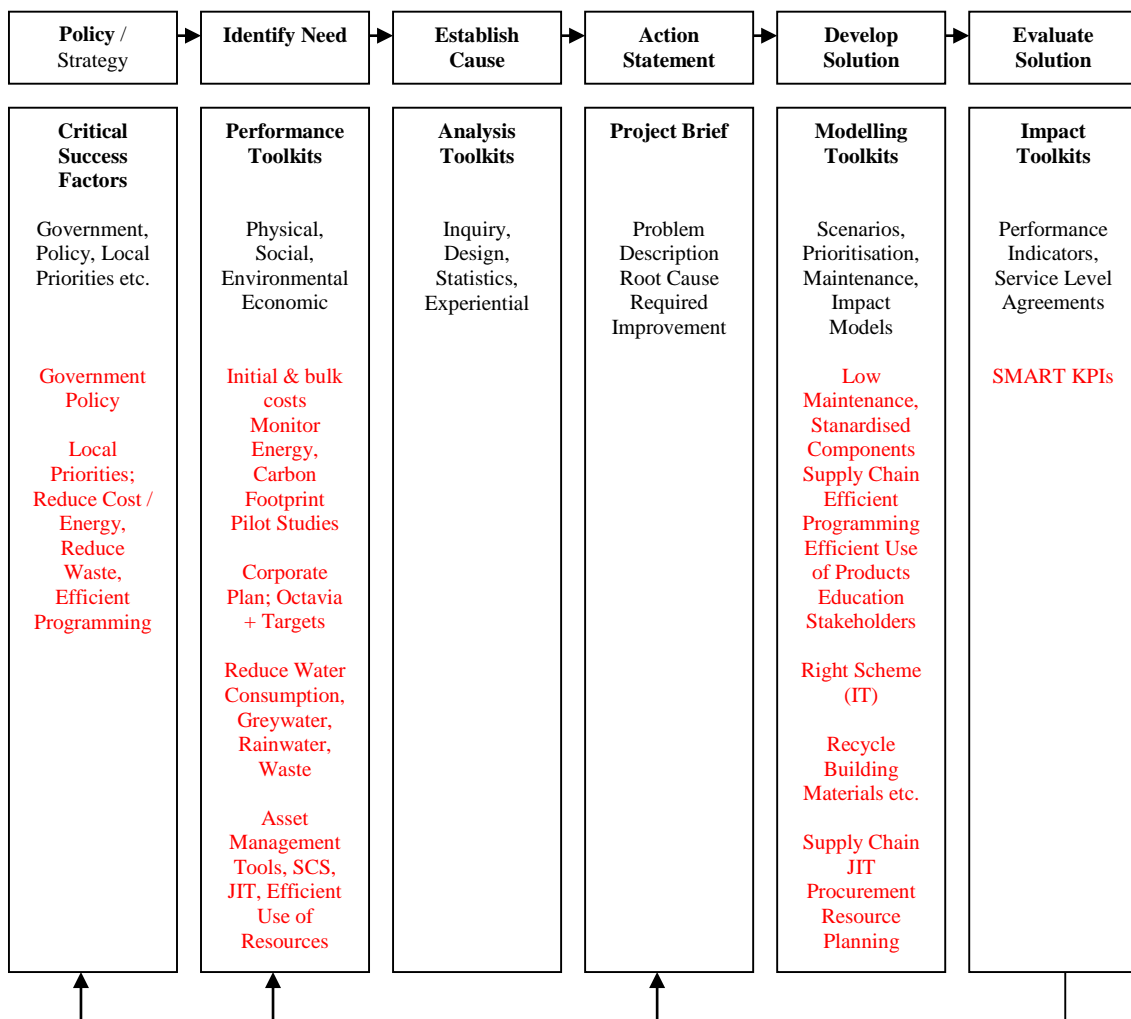 Policy /
Strategy
Identify Need
Establish
Cause
Action
Statement
Develop
Solution
Evaluate
Solution
Critical
Success
Factors
Government,
Policy, Local
Priorities etc.
Government
Policy
Local
Priorities;
Reduce Cost /
Energy,
Reduce
Waste,
Efficient
Programming
Performance
Toolkits
Physical,
Social,
Environmental
Economic
Initial & bulk
costs
Monitor
Energy,
Carbon
Footprint
Pilot Studies
Corporate
Plan; Octavia
+ Targets
Reduce Water
Consumption,
Greywater,
Rainwater,
Waste
Asset
Management
Tools, SCS,
JIT, Efficient
Use of
Resources
Analysis
Toolkits
Inquiry,
Design,
Statistics,
Experiential
Project Brief
Problem
Description
Root Cause
Required
Improvement
Modelling
Toolkits
Scenarios,
Prioritisation,
Maintenance,
Impact
Models
Low
Maintenance,
Stanardised
Components
Supply Chain
Efficient
Programming
Efficient Use
of Products
Education
Stakeholders
Right Scheme
(IT)
Recycle
Building
Materials etc.
Supply Chain
JIT
Procurement
Resource
Planning
Impact
Toolkits
Performance
Indicators,
Service Level
Agreements
SMART KPIs